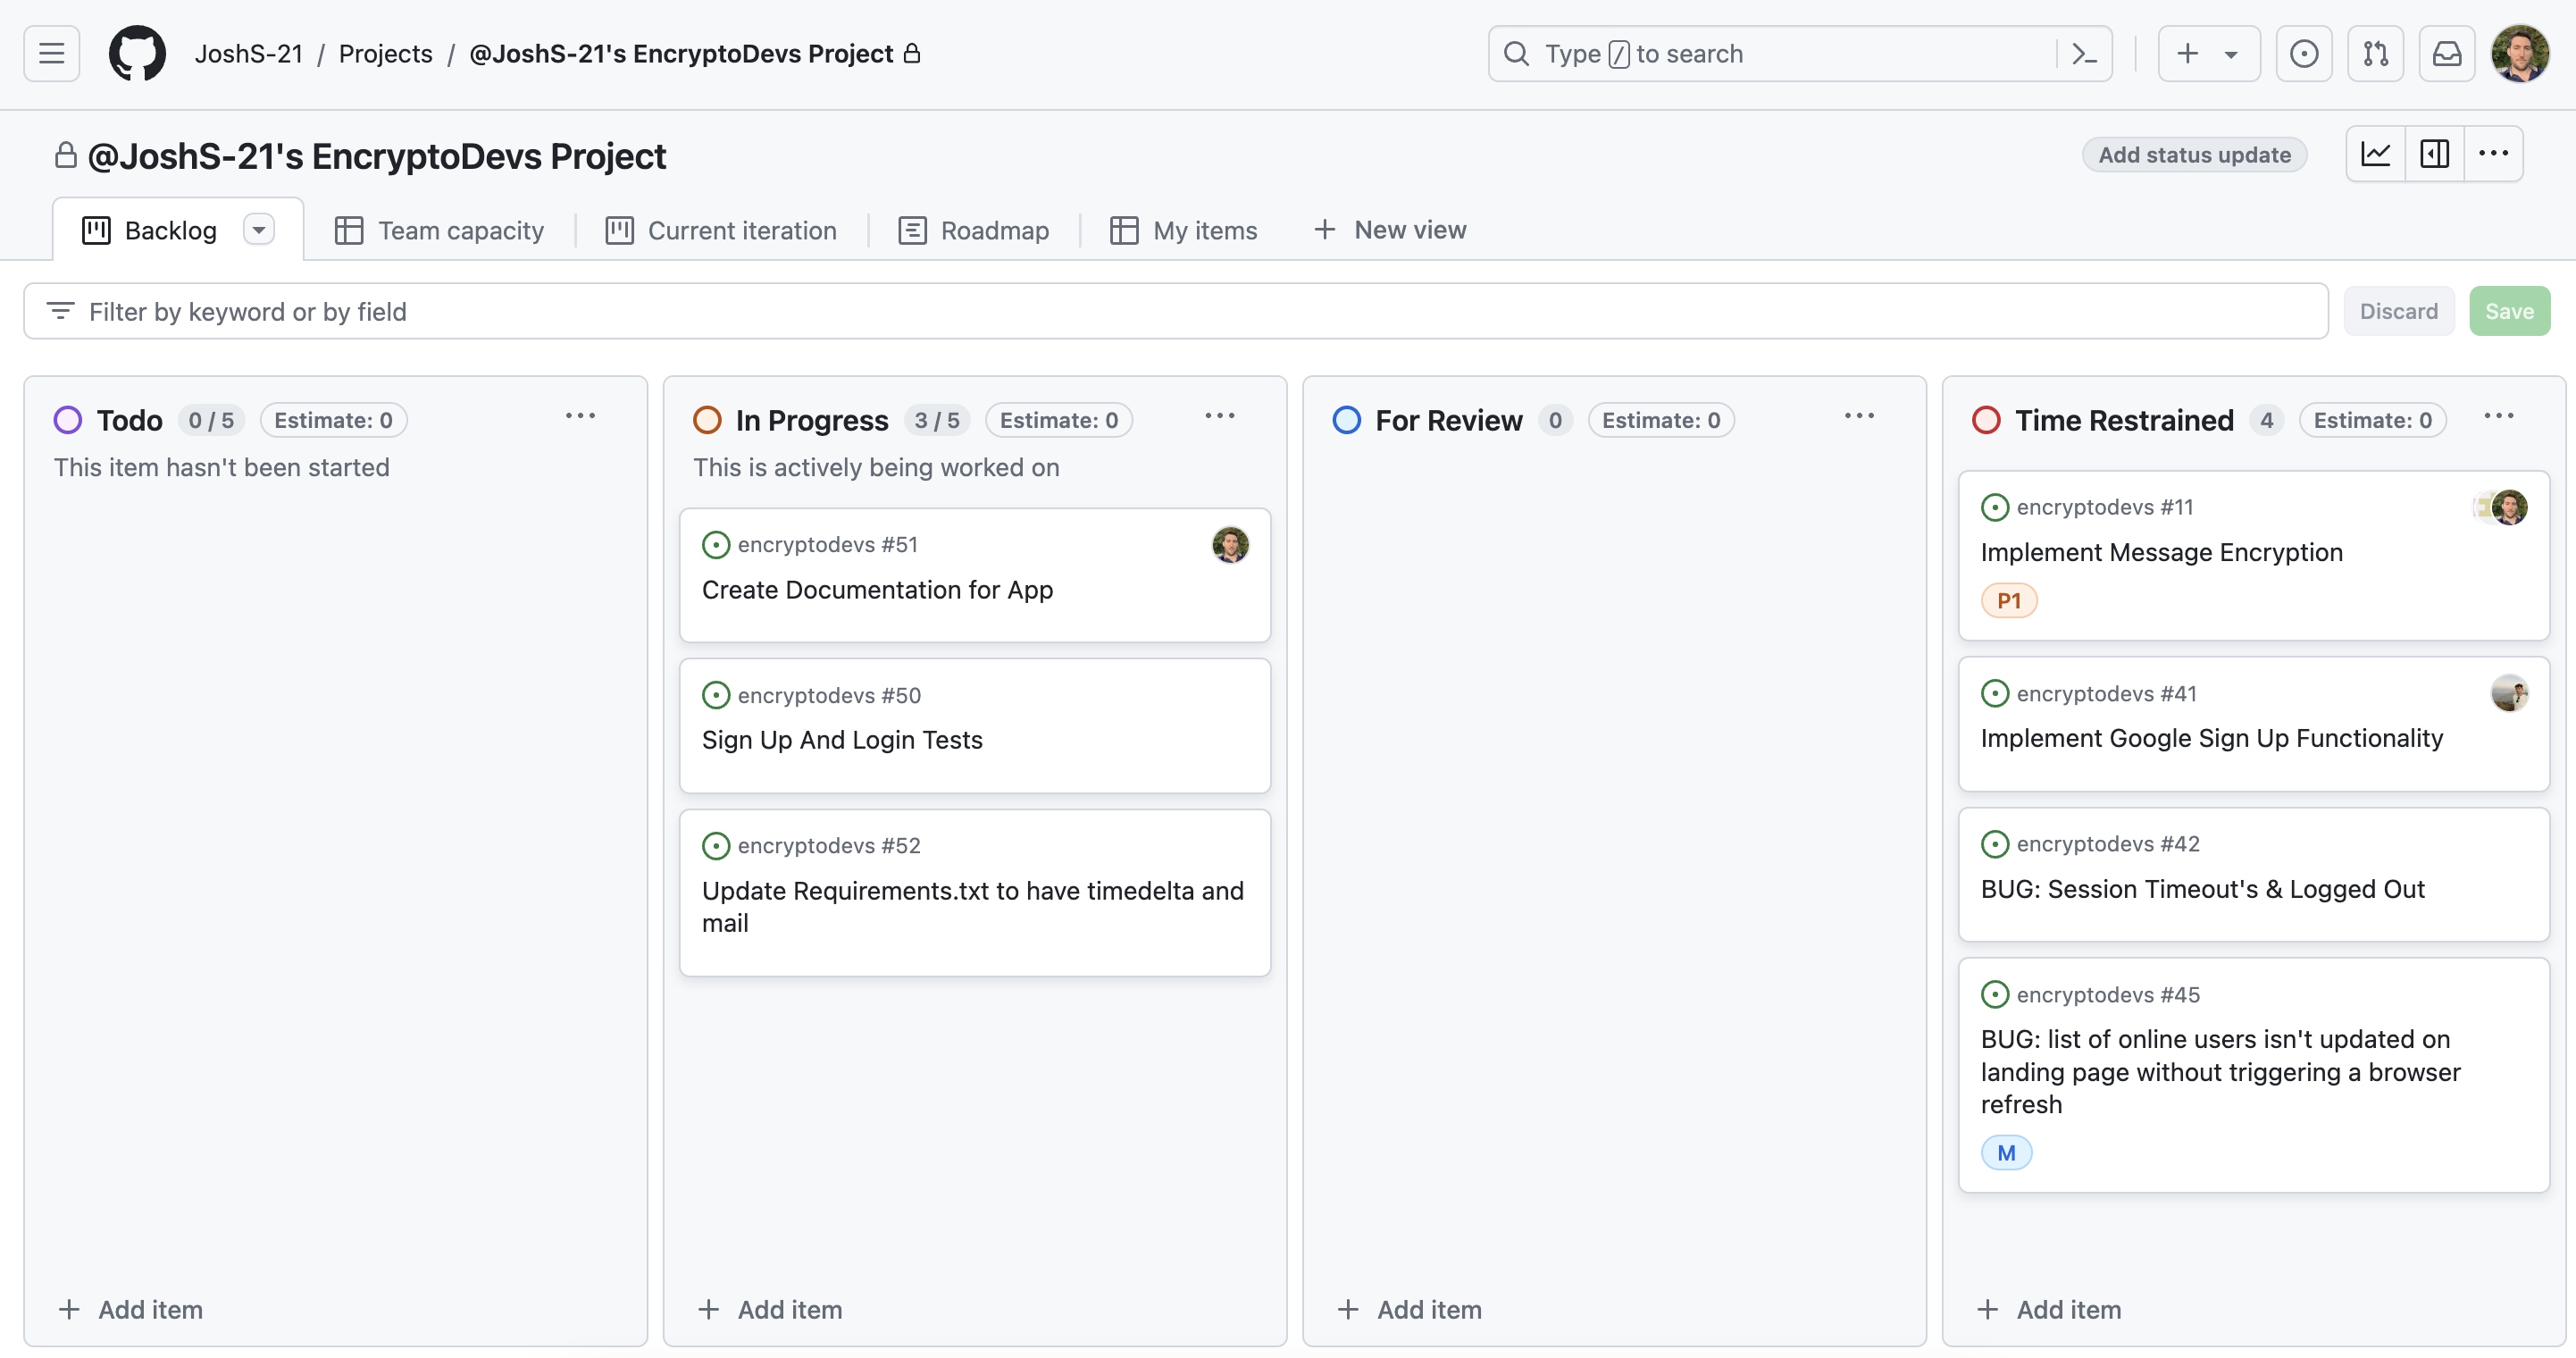 JoshS-21 / Projects / @JoshS-21's EncryptoDevs Project
Type / to search
@JoshS-21's EncryptoDevs Project
Add status update
Backlog
Team capacity
Current iteration
Roadmap
My items
New view
Filter by keyword or by field
Discard
Save
Todo 0 / 5 Estimate: 0
This item hasn't been started
Add item
In Progress 3 / 5 Estimate: 0
This is actively being worked on
encryptodevs #51
Create Documentation for App
encryptodevs #50
Sign Up And Login Tests
encryptodevs #52
Update Requirements.txt to have timedelta and
mail
Add item
For Review 0 Estimate: 0
Add item
Time Restrained 4 Estimate: 0
encryptodevs #11
Implement Message Encryption
P1
encryptodevs #41
Implement Google Sign Up Functionality
encryptodevs #42
BUG: Session Timeout's & Logged Out
encryptodevs #45
BUG: list of online users isn't updated on
landing page without triggering a browser
refresh
M
Add item